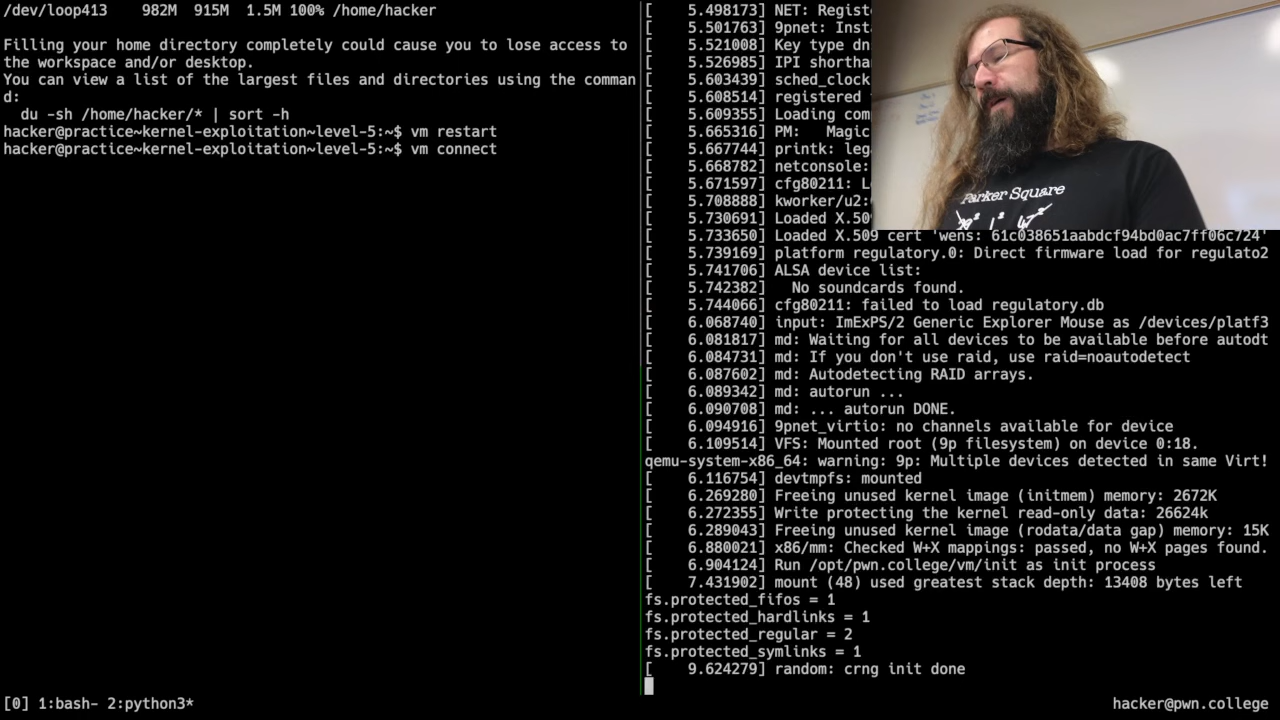 /dev/loop413    982M  915M  1.5M 100% /home/hacker
Filling your home directory completely could cause you to lose access to
the workspace and/or desktop.
You can view a list of the largest files and directories using the comman
d:
  du -sh /home/hacker/* | sort -h
hacker@practice~kernel-exploitation~level-5:~$ vm restart
hacker@practice~kernel-exploitation~level-5:~$ vm connect
[    5.498173] NET: Regist
[    5.501763] 9pnet: Inst
[    5.521008] Key type dn
[    5.526985] IPI shortha
[    5.603439] sched_clock
[    5.608514] registered
[    5.609355] Loading com
[    5.665316] PM:   Magic
[    5.667744] printk: leg
[    5.668782] netconsole:
[    5.671597] cfg80211: L
[    5.708888] kworker/u2:
[    5.730691] Loaded X.50
[    5.733650] Loaded X.509 cert 'wens: 61c038651aabdcf94bd0ac7ff06c724'
[    5.739169] platform regulatory.0: Direct firmware load for regulato2
[    5.741706] ALSA device list:
[    5.742382]   No soundcards found.
[    5.744066] cfg80211: failed to load regulatory.db
[    6.068740] input: ImExPS/2 Generic Explorer Mouse as /devices/platf3
[    6.081817] md: Waiting for all devices to be available before autodt
[    6.084731] md: If you don't use raid, use raid=noautodetect
[    6.087602] md: Autodetecting RAID arrays.
[    6.089342] md: autorun ...
[    6.090708] md: ... autorun DONE.
[    6.094916] 9pnet_virtio: no channels available for device
[    6.109514] VFS: Mounted root (9p filesystem) on device 0:18.
qemu-system-x86_64: warning: 9p: Multiple devices detected in same Virt!
[    6.116754] devtmpfs: mounted
[    6.269280] Freeing unused kernel image (initmem) memory: 2672K
[    6.272355] Write protecting the kernel read-only data: 26624k
[    6.289043] Freeing unused kernel image (rodata/data gap) memory: 15K
[    6.880021] x86/mm: Checked W+X mappings: passed, no W+X pages found.
[    6.904124] Run /opt/pwn.college/vm/init as init process
[    7.431902] mount (48) used greatest stack depth: 13408 bytes left
fs.protected_fifos = 1
fs.protected_hardlinks = 1
fs.protected_regular = 2
fs.protected_symlinks = 1
[    9.624279] random: crng init done
Parker Square
[0] 1:bash- 2:python3*
hacker@pwn.college